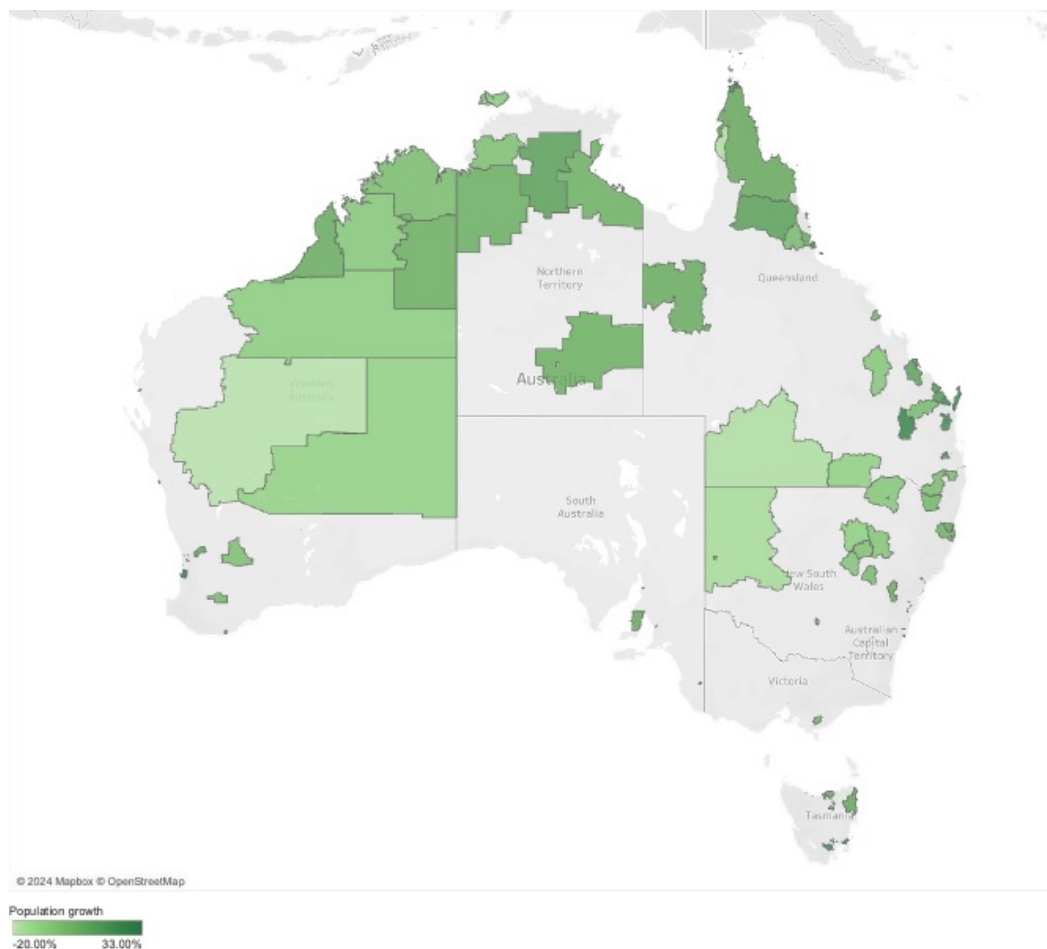 Northern
Territory
Queensland
Australia
Western
Australia
South
Australia
New South
Wales
Australian
Capital
Territory
Victoria
Tasmania
© 2024 Mapbox © OpenStreetMap
Population growth
-20.00% 33.00%